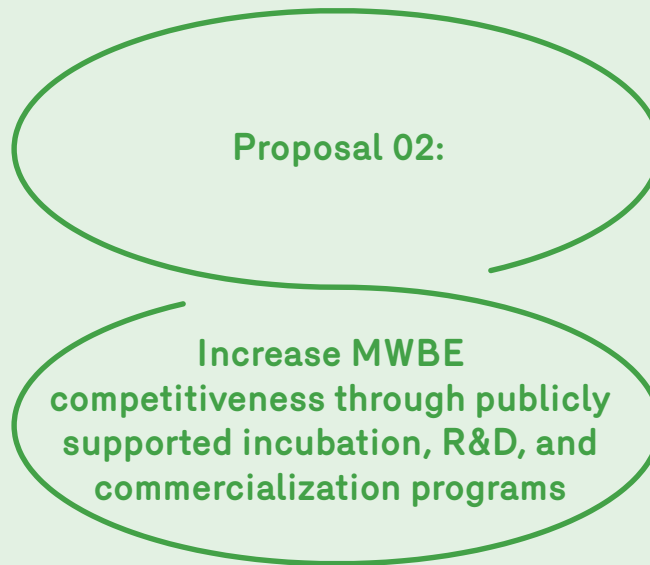 Proposal 02:
Increase MWBE
competitiveness through publicly
supported incubation, R&D, and
commercialization programs